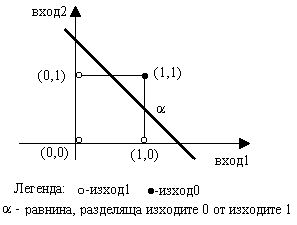 вход2
(0,1)
(1,1)
α
(0,0)
(1,0)
вход1
Легенда: -изход1 -изход0
α - равнина, разделяща изходите 0 от изходите 1